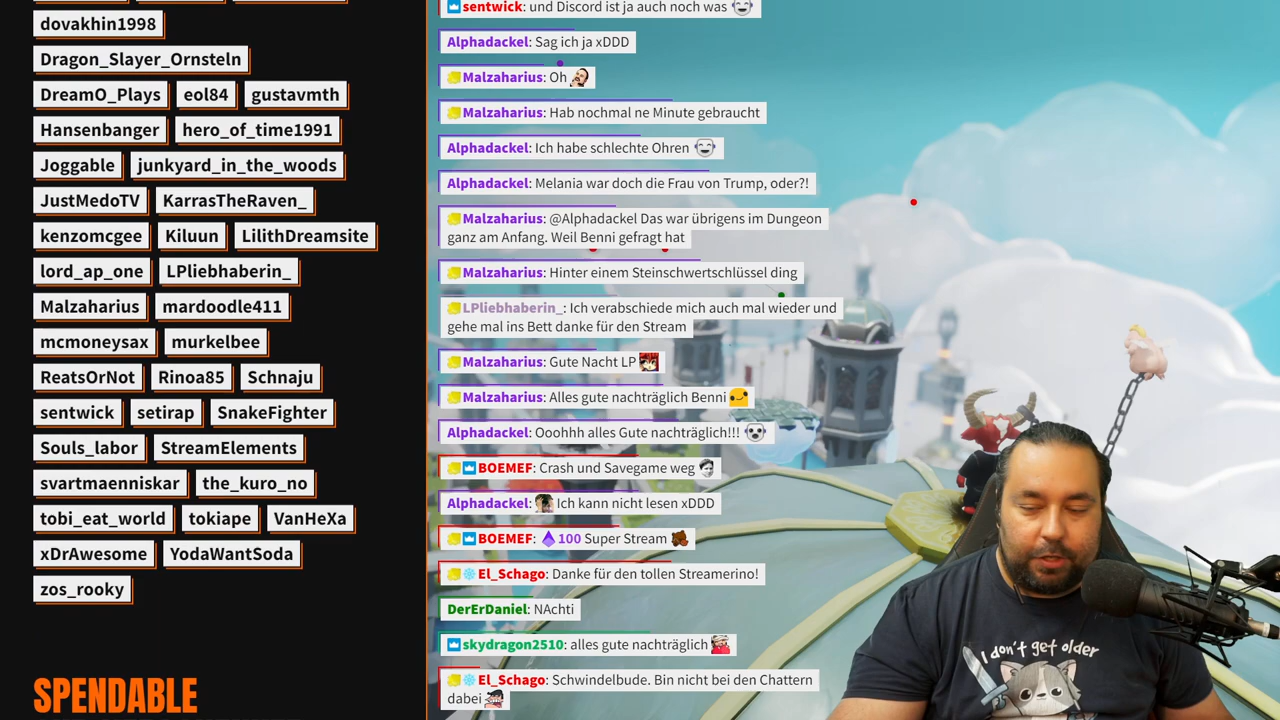 dovakhin1998
Dragon_Slayer_Ornsteln
DreamO_Plays eol84 gustavmth
Hansenbanger hero_of_time1991
Joggable junkyard_in_the_woods
JustMedoTV KarrasTheRaven_
kenzomcgee Kiluun LilithDreamsite
lord_ap_one LPliebhaberin_
Malzaharius mardoodle411
mcmoneysax murkelbee
ReatsOrNot Rinoa85 Schnaju
sentwick setirap SnakeFighter
Souls_labor StreamElements
svartmaenniskar the_kuro_no
tobi_eat_world tokiape VanHeXa
xDrAwesome YodaWantSoda
zos_rooky
SPENDABLE
sentwick: und Discord ist ja auch noch was
Alphadackel: Sag ich ja xDDD
Malzaharius: Oh
Malzaharius: Hab nochmal ne Minute gebraucht
Alphadackel: Ich habe schlechte Ohren
Alphadackel: Melania war doch die Frau von Trump, oder?!
Malzaharius: @Alphadackel Das war übrigens im Dungeon
ganz am Anfang. Weil Benni gefragt hat
Malzaharius: Hinter einem Steinschwertschlüssel ding
LPliebhaberin_: Ich verabschiede mich auch mal wieder und
gehe mal ins Bett danke für den Stream
Malzaharius: Gute Nacht LP
Malzaharius: Alles gute nachträglich Benni
Alphadackel: Ooohhh alles Gute nachträglich!!!
BOEMEF: Crash und Savegame weg
Alphadackel: Ich kann nicht lesen xDDD
BOEMEF: 100 Super Stream
El_Schago: Danke für den tollen Streamerino!
DerErDaniel: NAchti
skydragon2510: alles gute nachträglich
El_Schago: Schwindelbude. Bin nicht bei den Chattern
dabei
I don't get older